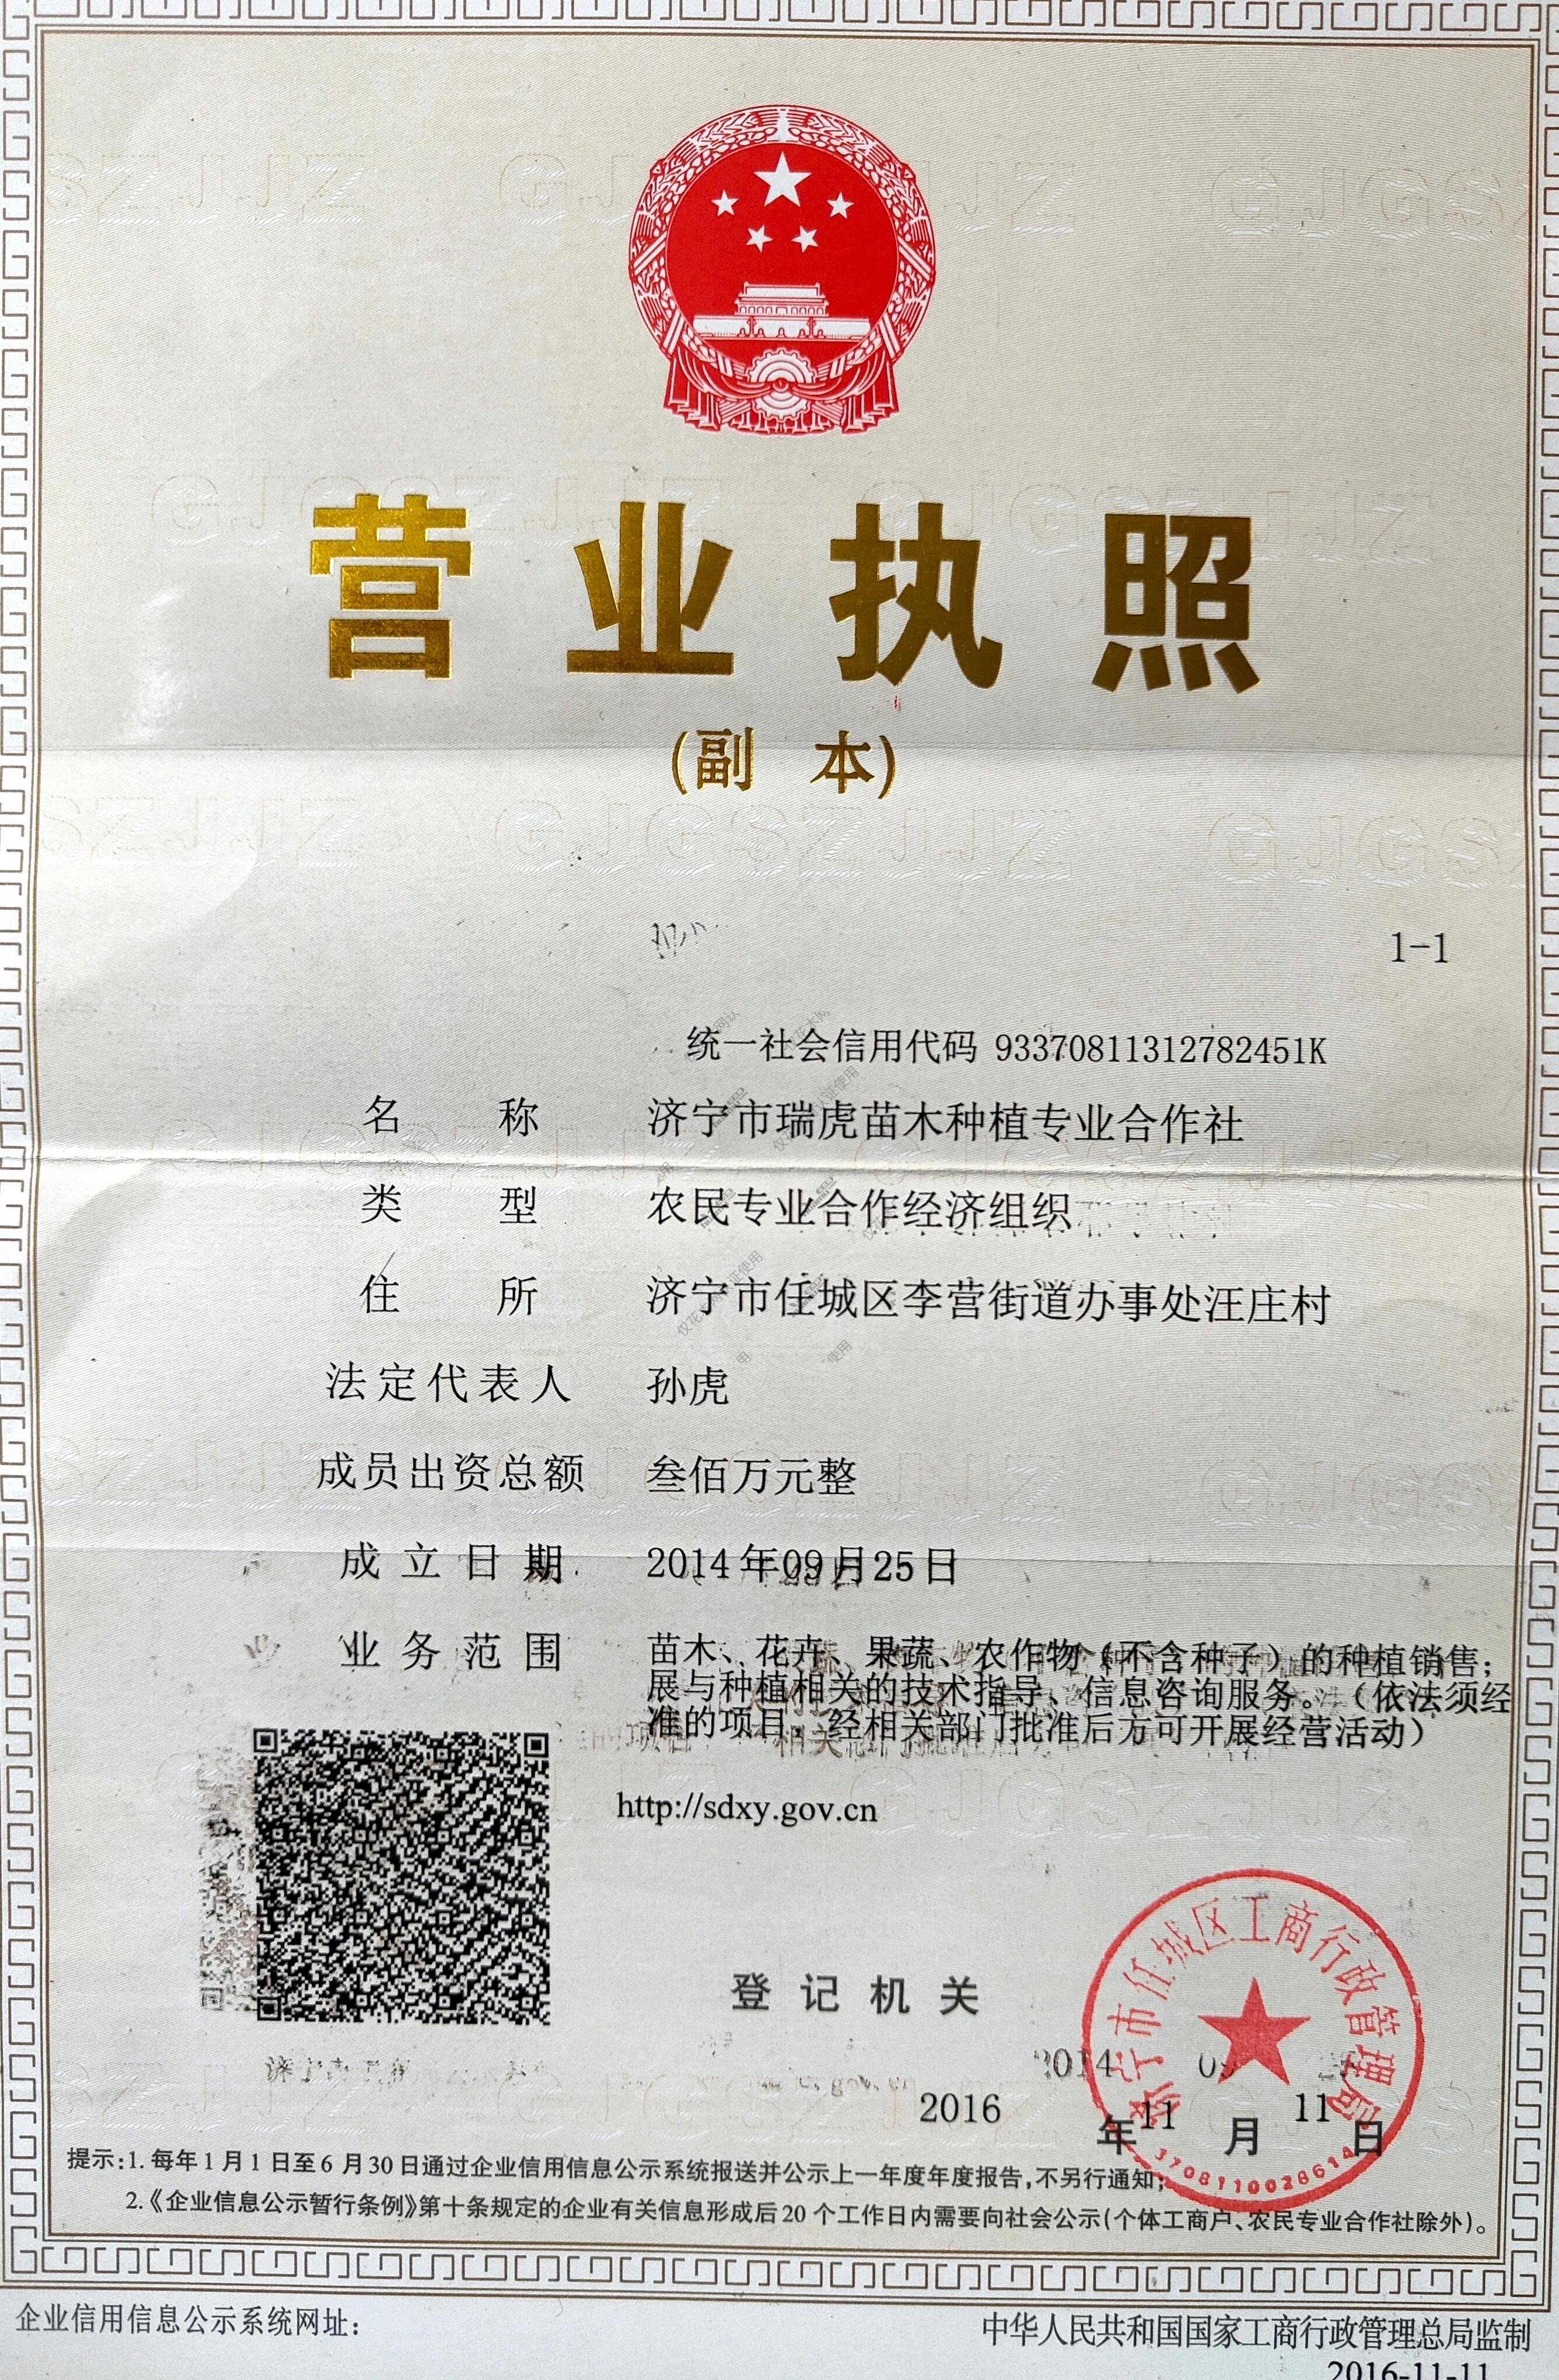 营业执照
(副 本)
1-1
统一社会信用代码 93370811312782451K
名 称 济宁市瑞虎苗木种植专业合作社
类 型 农民专业合作经济组织
住 所 济宁市任城区李营街道办事处汪庄村
法定代表人 孙虎
成员出资总额 叁佰万元整
成立日期 2014年09月25日
业务范围 苗木、花卉、果蔬、农作物（不含种子）的种植销售；
展与种植相关的技术指导、信息咨询服务。（依法须经
准的项目，经相关部门批准后方可开展经营活动）
http://sdxy.gov.cn
登记机关
济宁市任城区工商行政管理局
2016年11月11日
提示:1.每年1月1日至6月30日通过企业信用信息公示系统报送并公示上一年度年度报告,不另行通知;
2.《企业信息公示暂行条例》第十条规定的企业有关信息形成后20个工作日内需要向社会公示(个体工商户、农民专业合作社除外)。
企业信用信息公示系统网址:
中华人民共和国国家工商行政管理总局监制
2016-11-11